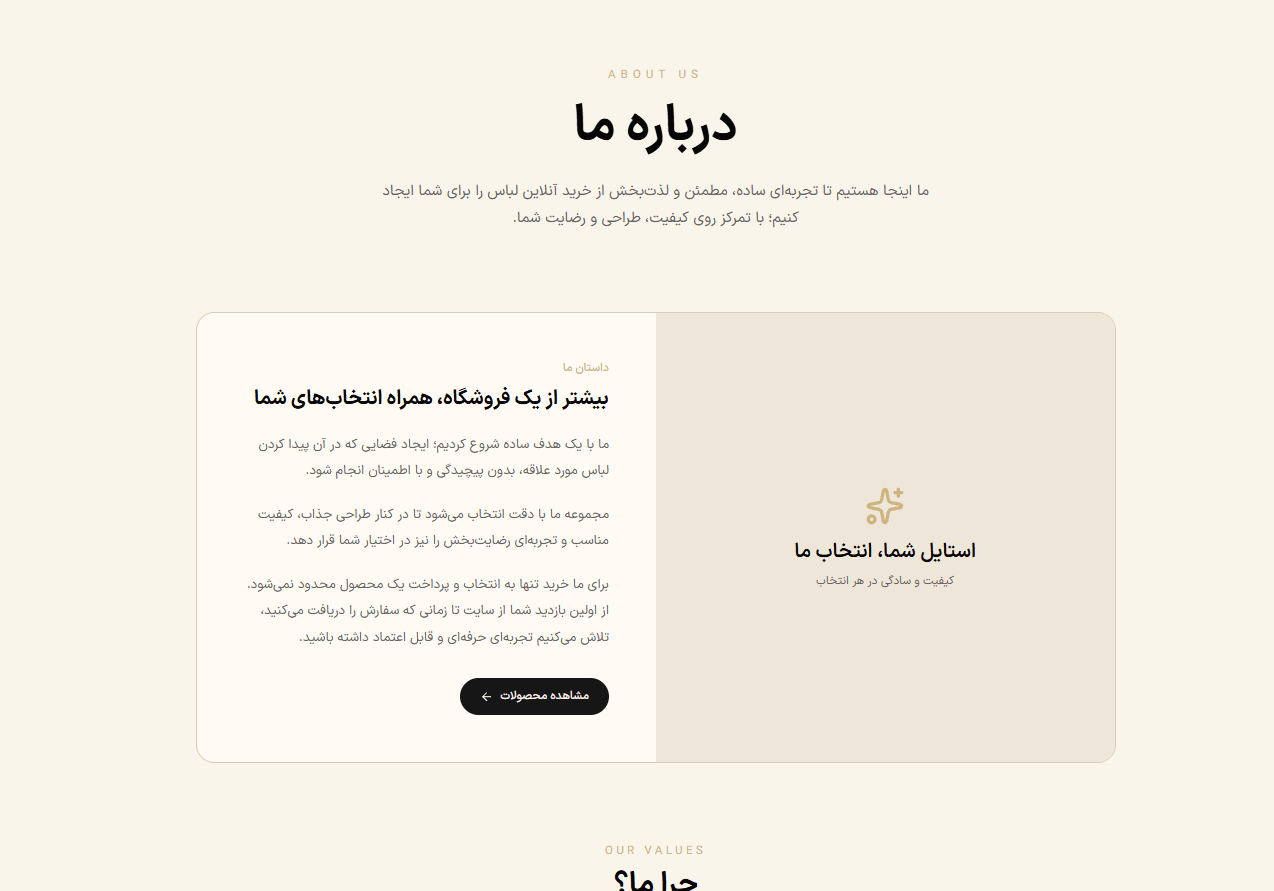 ABOUT US
درباره ما
ما اینجا هستیم تا تجربه‌ای ساده، مطمئن و لذت‌بخش از خرید آنلاین لباس را برای شما ایجاد
کنیم؛ با تمرکز روی کیفیت، طراحی و رضایت شما.
استایل شما، انتخاب ما
کیفیت و سادگی در هر انتخاب
داستان ما
بیشتر از یک فروشگاه، همراه انتخاب‌های شما
ما با یک هدف ساده شروع کردیم؛ ایجاد فضایی که در آن پیدا کردن
لباس مورد علاقه، بدون پیچیدگی و با اطمینان انجام شود.
مجموعه ما با دقت انتخاب می‌شود تا در کنار طراحی جذاب، کیفیت
مناسب و تجربه‌ای رضایت‌بخش را نیز در اختیار شما قرار دهد.
برای ما خرید تنها به انتخاب و پرداخت یک محصول محدود نمی‌شود.
از اولین بازدید شما از سایت تا زمانی که سفارش را دریافت می‌کنید،
تلاش می‌کنیم تجربه‌ای حرفه‌ای و قابل اعتماد داشته باشید.
مشاهده محصولات ←
OUR VALUES
چرا ما؟